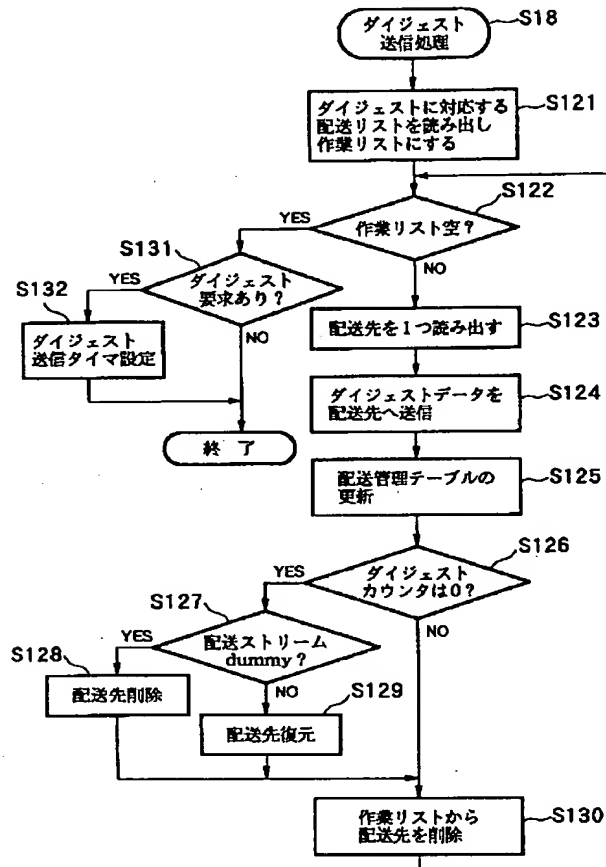 ダイジェスト
送信処理
S18
ダイジェストに対応する
配送リストを読み出し
作業リストにする
S121
S122
作業リスト空?
YES
NO
S131
ダイジェスト
要求あり?
YES
NO
S132
ダイジェスト
送信タイマ設定
終 了
配送先を1つ読み出す
S123
ダイジェストデータを
配送先へ送信
S124
配送管理テーブルの
更新
S125
S126
ダイジェスト
カウンタは0?
YES
NO
S127
配送ストリーム
dummy?
YES
NO
S128
配送先削除
S129
配送先復元
作業リストから
配送先を削除
S130